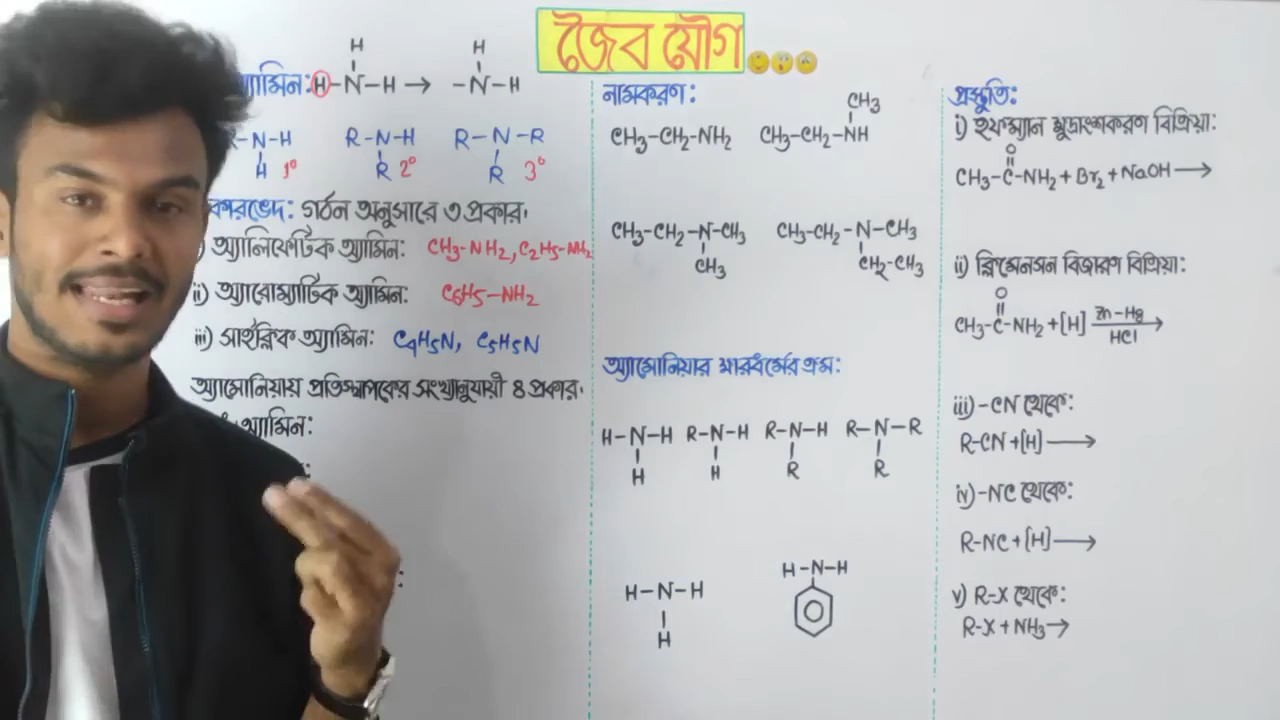 জৈব যৌগ
H
H
H-N-H → -N-H
R-N-H R-N-H R-N-R
H 1° R 2° R 3°
গঠন অনুসারে ৩ প্রকার।
অ্যালিফেটিক অ্যামিন: CH3-NH2, C2H5-NH2
ii) অ্যারোম্যাটিক অ্যামিন: C6H5-NH2
iii) সাইক্লিক অ্যামিন: C4H5N, C5H5N
অ্যামোনিয়ায় প্রতিস্থাপকের সংখ্যানুযায়ী ৪ প্রকার।
অ্যামিন:
নামকরণ:
CH3
CH3-CH2-NH2 CH3-CH2-NH
CH3-CH2-N-CH3 CH3-CH2-N-CH3
CH3 CH2-CH3
অ্যামোনিয়ার ক্ষারধর্মের ক্রম:
H-N-H R-N-H R-N-H R-N-R
H H R R
H-N-H H-N-H
H
প্রস্তুতি:
i) হফম্যান ক্ষুদ্রাংশকরণ বিক্রিয়া:
O
CH3-C-NH2 + Br2 + NaOH →
ii) ক্লিমেনসন বিজারণ বিক্রিয়া:
O
CH3-C-NH2 + [H] Zn-Hg →
HCl
iii) -CN থেকে:
R-CN + [H] →
iv) -NC থেকে:
R-NC + [H] →
v) R-X থেকে:
R-X + NH3 →